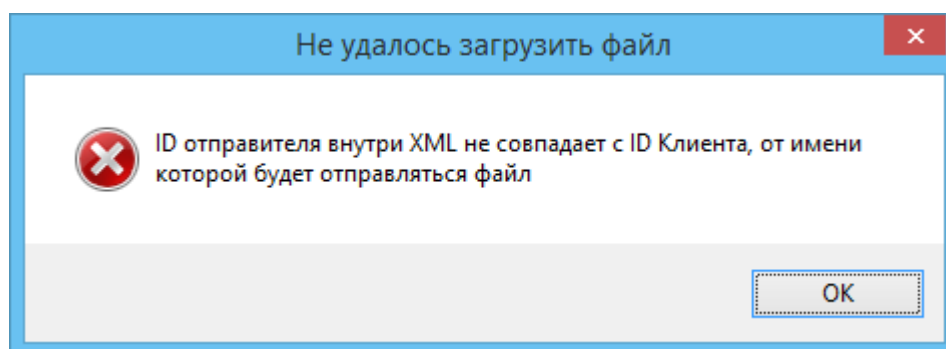 Не удалось загрузить файл
ID отправителя внутри XML не совпадает с ID Клиента, от имени
которой будет отправляться файл
OK